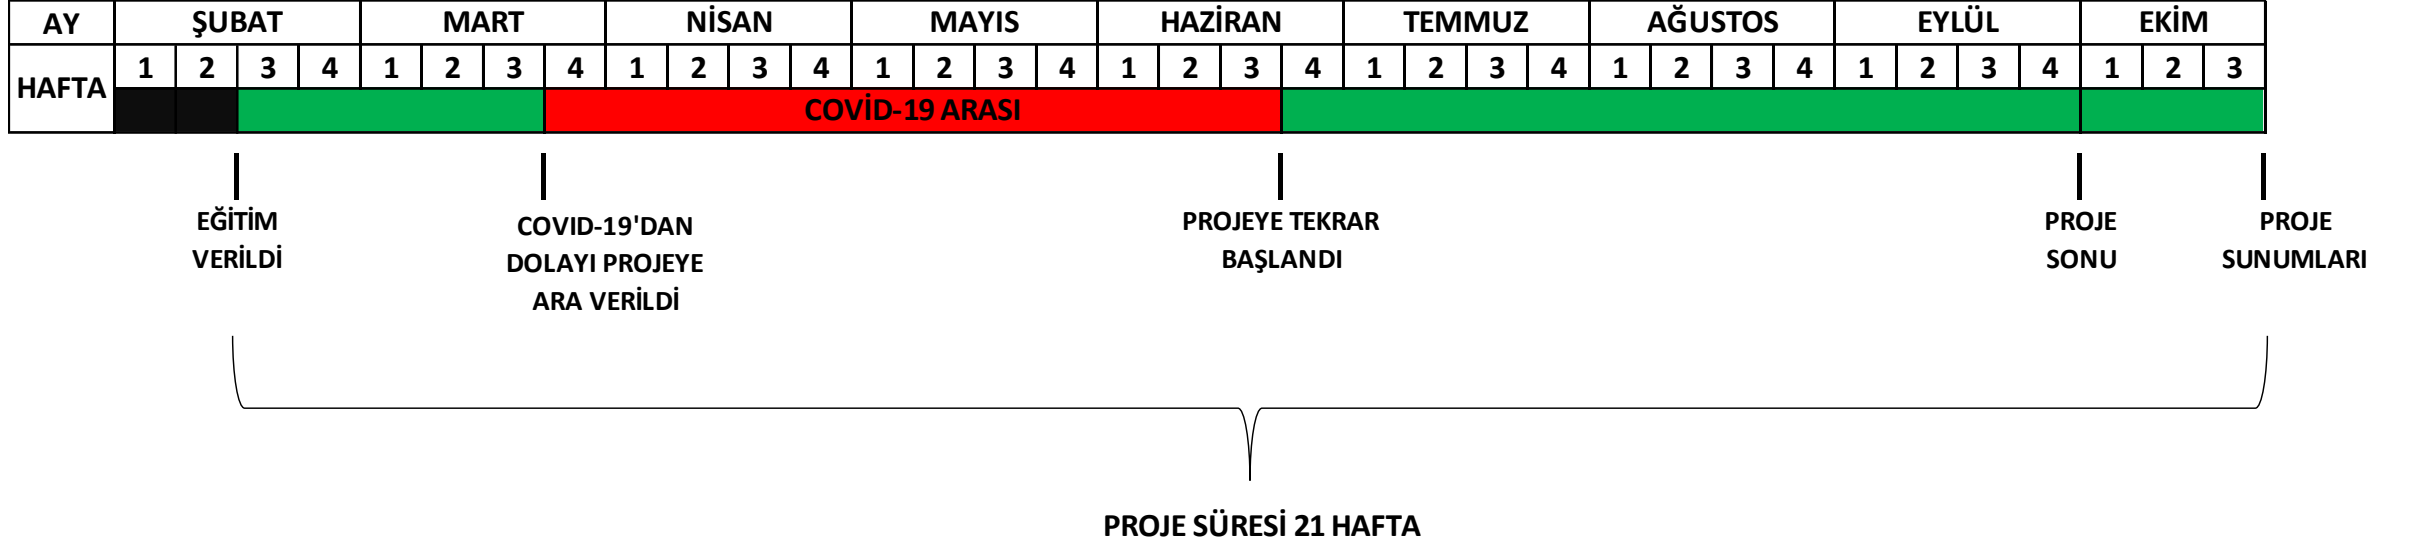 AY ŞUBAT MART NİSAN MAYIS HAZİRAN TEMMUZ AĞUSTOS EYLÜL EKİM
HAFTA 1 2 3 4 1 2 3 4 1 2 3 4 1 2 3 4 1 2 3 4 1 2 3 4 1 2 3 4 1 2 3 4 1 2 3
COVİD-19 ARASI
EĞİTİM
VERİLDİ
COVID-19'DAN
DOLAYI PROJEYE
ARA VERİLDİ
PROJEYE TEKRAR
BAŞLANDI
PROJE
SONU
PROJE
SUNUMLARI
PROJE SÜRESİ 21 HAFTA